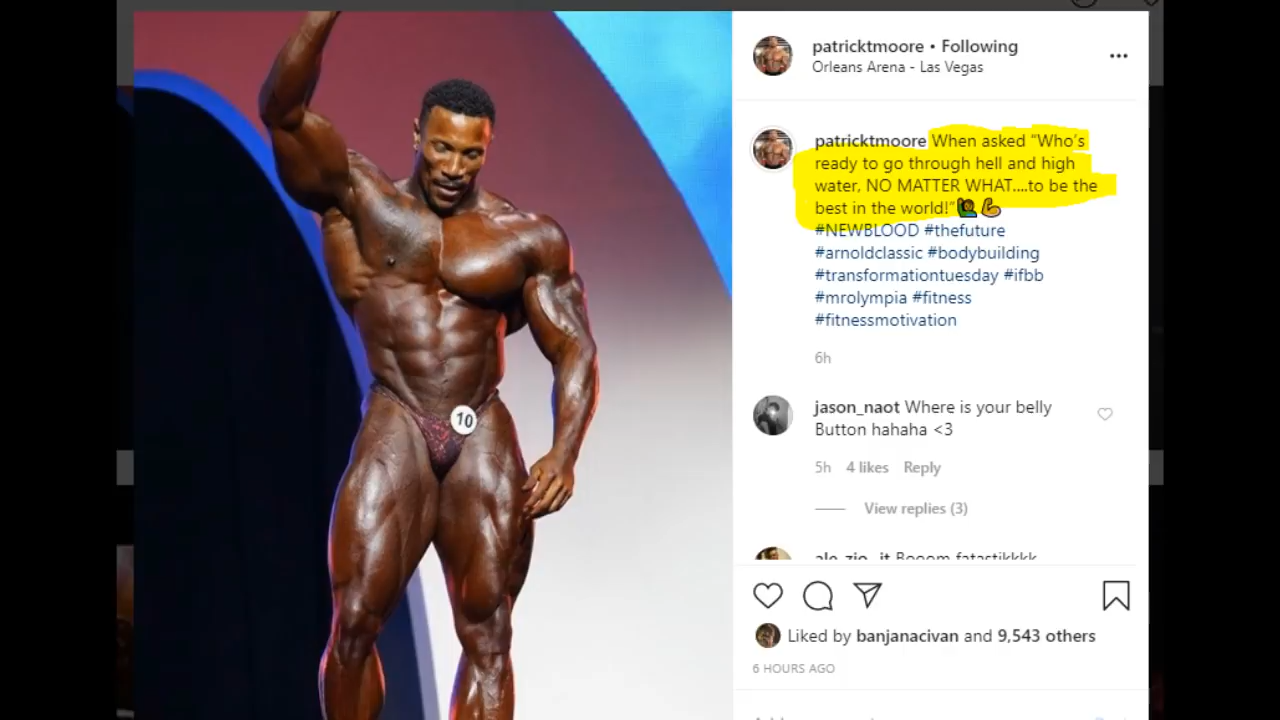 patricktmoore • Following
Orleans Arena - Las Vegas
patricktmoore When asked “Who’s
ready to go through hell and high
water, NO MATTER WHAT....to be the
best in the world!”🙋🏿‍♂️💪🏾
#NEWBLOOD #thefuture
#arnoldclassic #bodybuilding
#transformationtuesday #ifbb
#mrolympia #fitness
#fitnessmotivation
6h
jason_naot Where is your belly
Button hahaha <3
5h 4 likes Reply
View replies (3)
ale_zio_it Booom fatastikkkk
Liked by banjanacivan and 9,543 others
6 HOURS AGO
10